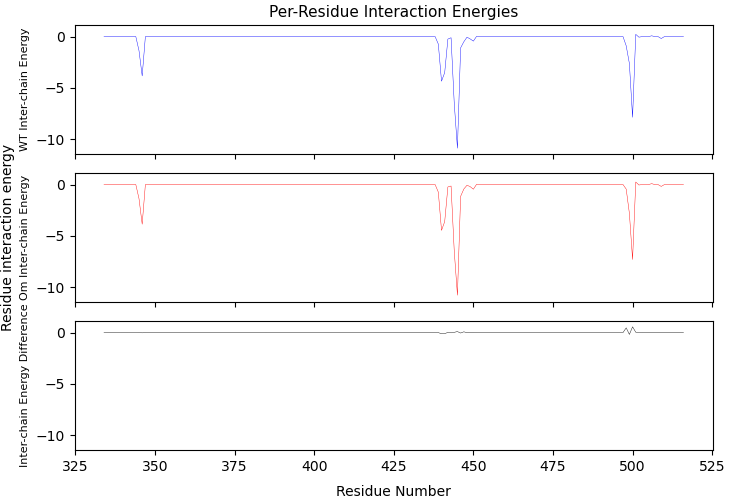 Per-Residue Interaction Energies
Residue interaction energy
WT Inter-chain Energy
0
−5
−10
Om Inter-chain Energy
0
−5
−10
Inter-chain Energy Difference
0
−5
−10
325 350 375 400 425 450 475 500 525
Residue Number